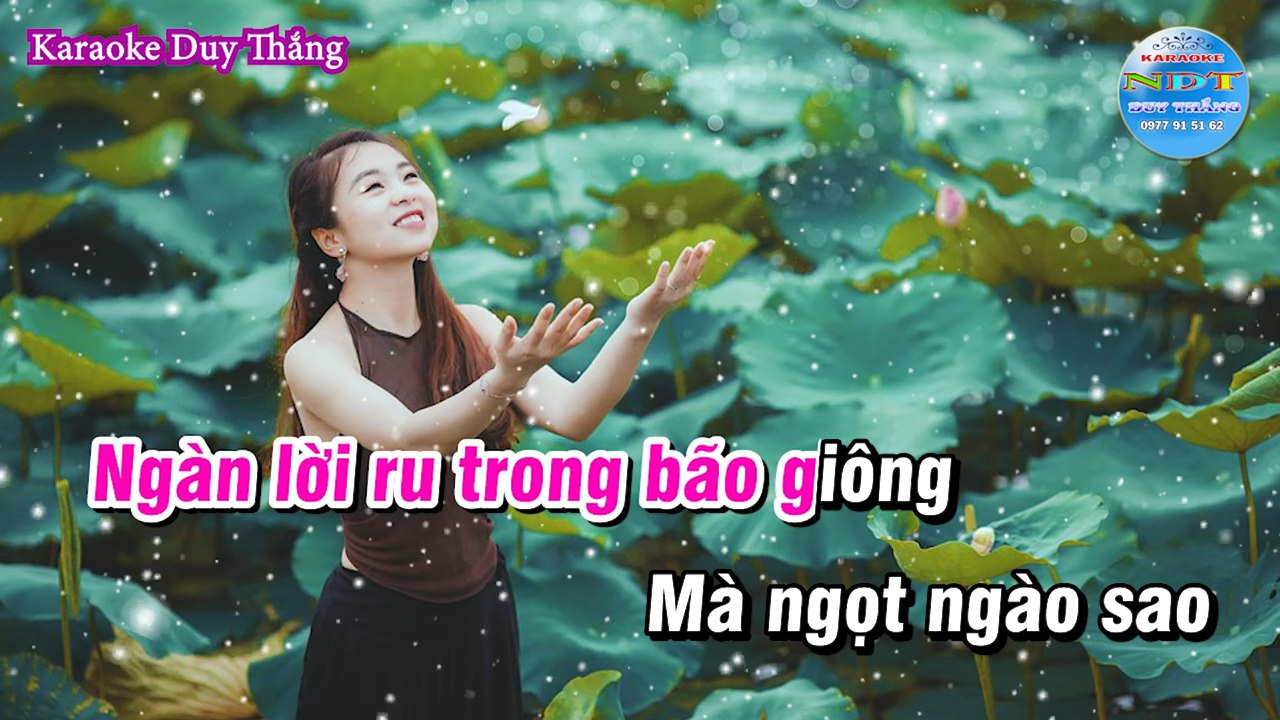 Karaoke Duy Thắng
KARAOKE
NDT
DUY THẮNG
0977 91 51 62
Ngàn lời ru trong bão giông
Mà ngọt ngào sao